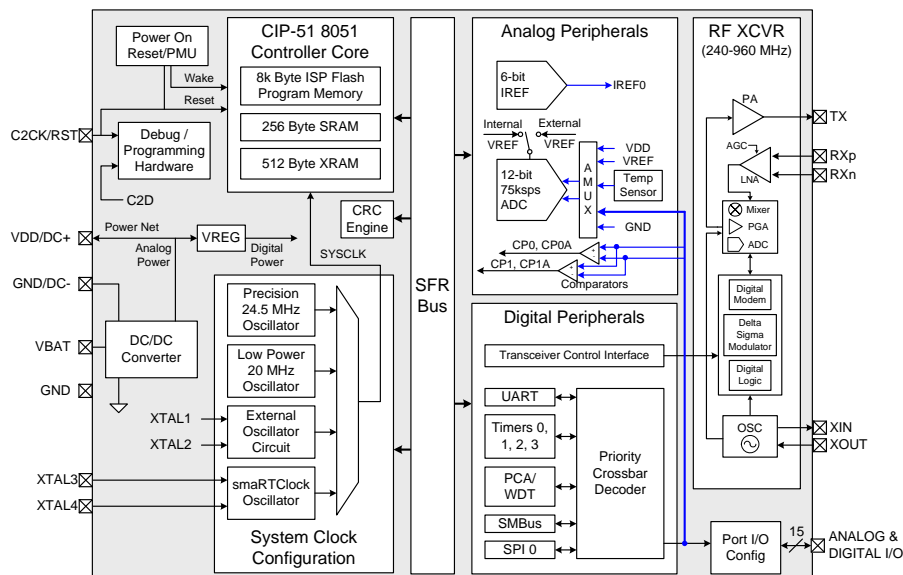 Power On
Reset/PMU
Wake
Reset
C2CK/RST
Debug /
Programming
Hardware
C2D
CIP-51 8051
Controller Core
8k Byte ISP Flash
Program Memory
256 Byte SRAM
512 Byte XRAM
VDD/DC+
Power Net
VREG
Analog
Power
Digital
Power
SYSCLK
CRC
Engine
GND/DC-
VBAT
DC/DC
Converter
GND
XTAL1
XTAL2
XTAL3
XTAL4
Precision
24.5 MHz
Oscillator
Low Power
20 MHz
Oscillator
External
Oscillator
Circuit
smaRTClock
Oscillator
System Clock
Configuration
SFR
Bus
Analog Peripherals
6-bit
IREF
IREF0
Internal
VREF
External
VREF
12-bit
75ksps
ADC
A
M
U
X
VDD
VREF
Temp
Sensor
GND
CP0, CP0A
CP1, CP1A
+
-
+
-
Comparators
Digital Peripherals
Transceiver Control Interface
UART
Timers 0,
1, 2, 3
PCA/
WDT
SMBus
SPI 0
Priority
Crossbar
Decoder
RF XCVR
(240-960 MHz)
PA
TX
AGC
LNA
RXp
RXn
Mixer
PGA
ADC
Digital
Modem
Delta
Sigma
Modulator
Digital
Logic
OSC
XIN
XOUT
Port I/O
Config
15
ANALOG &
DIGITAL I/O